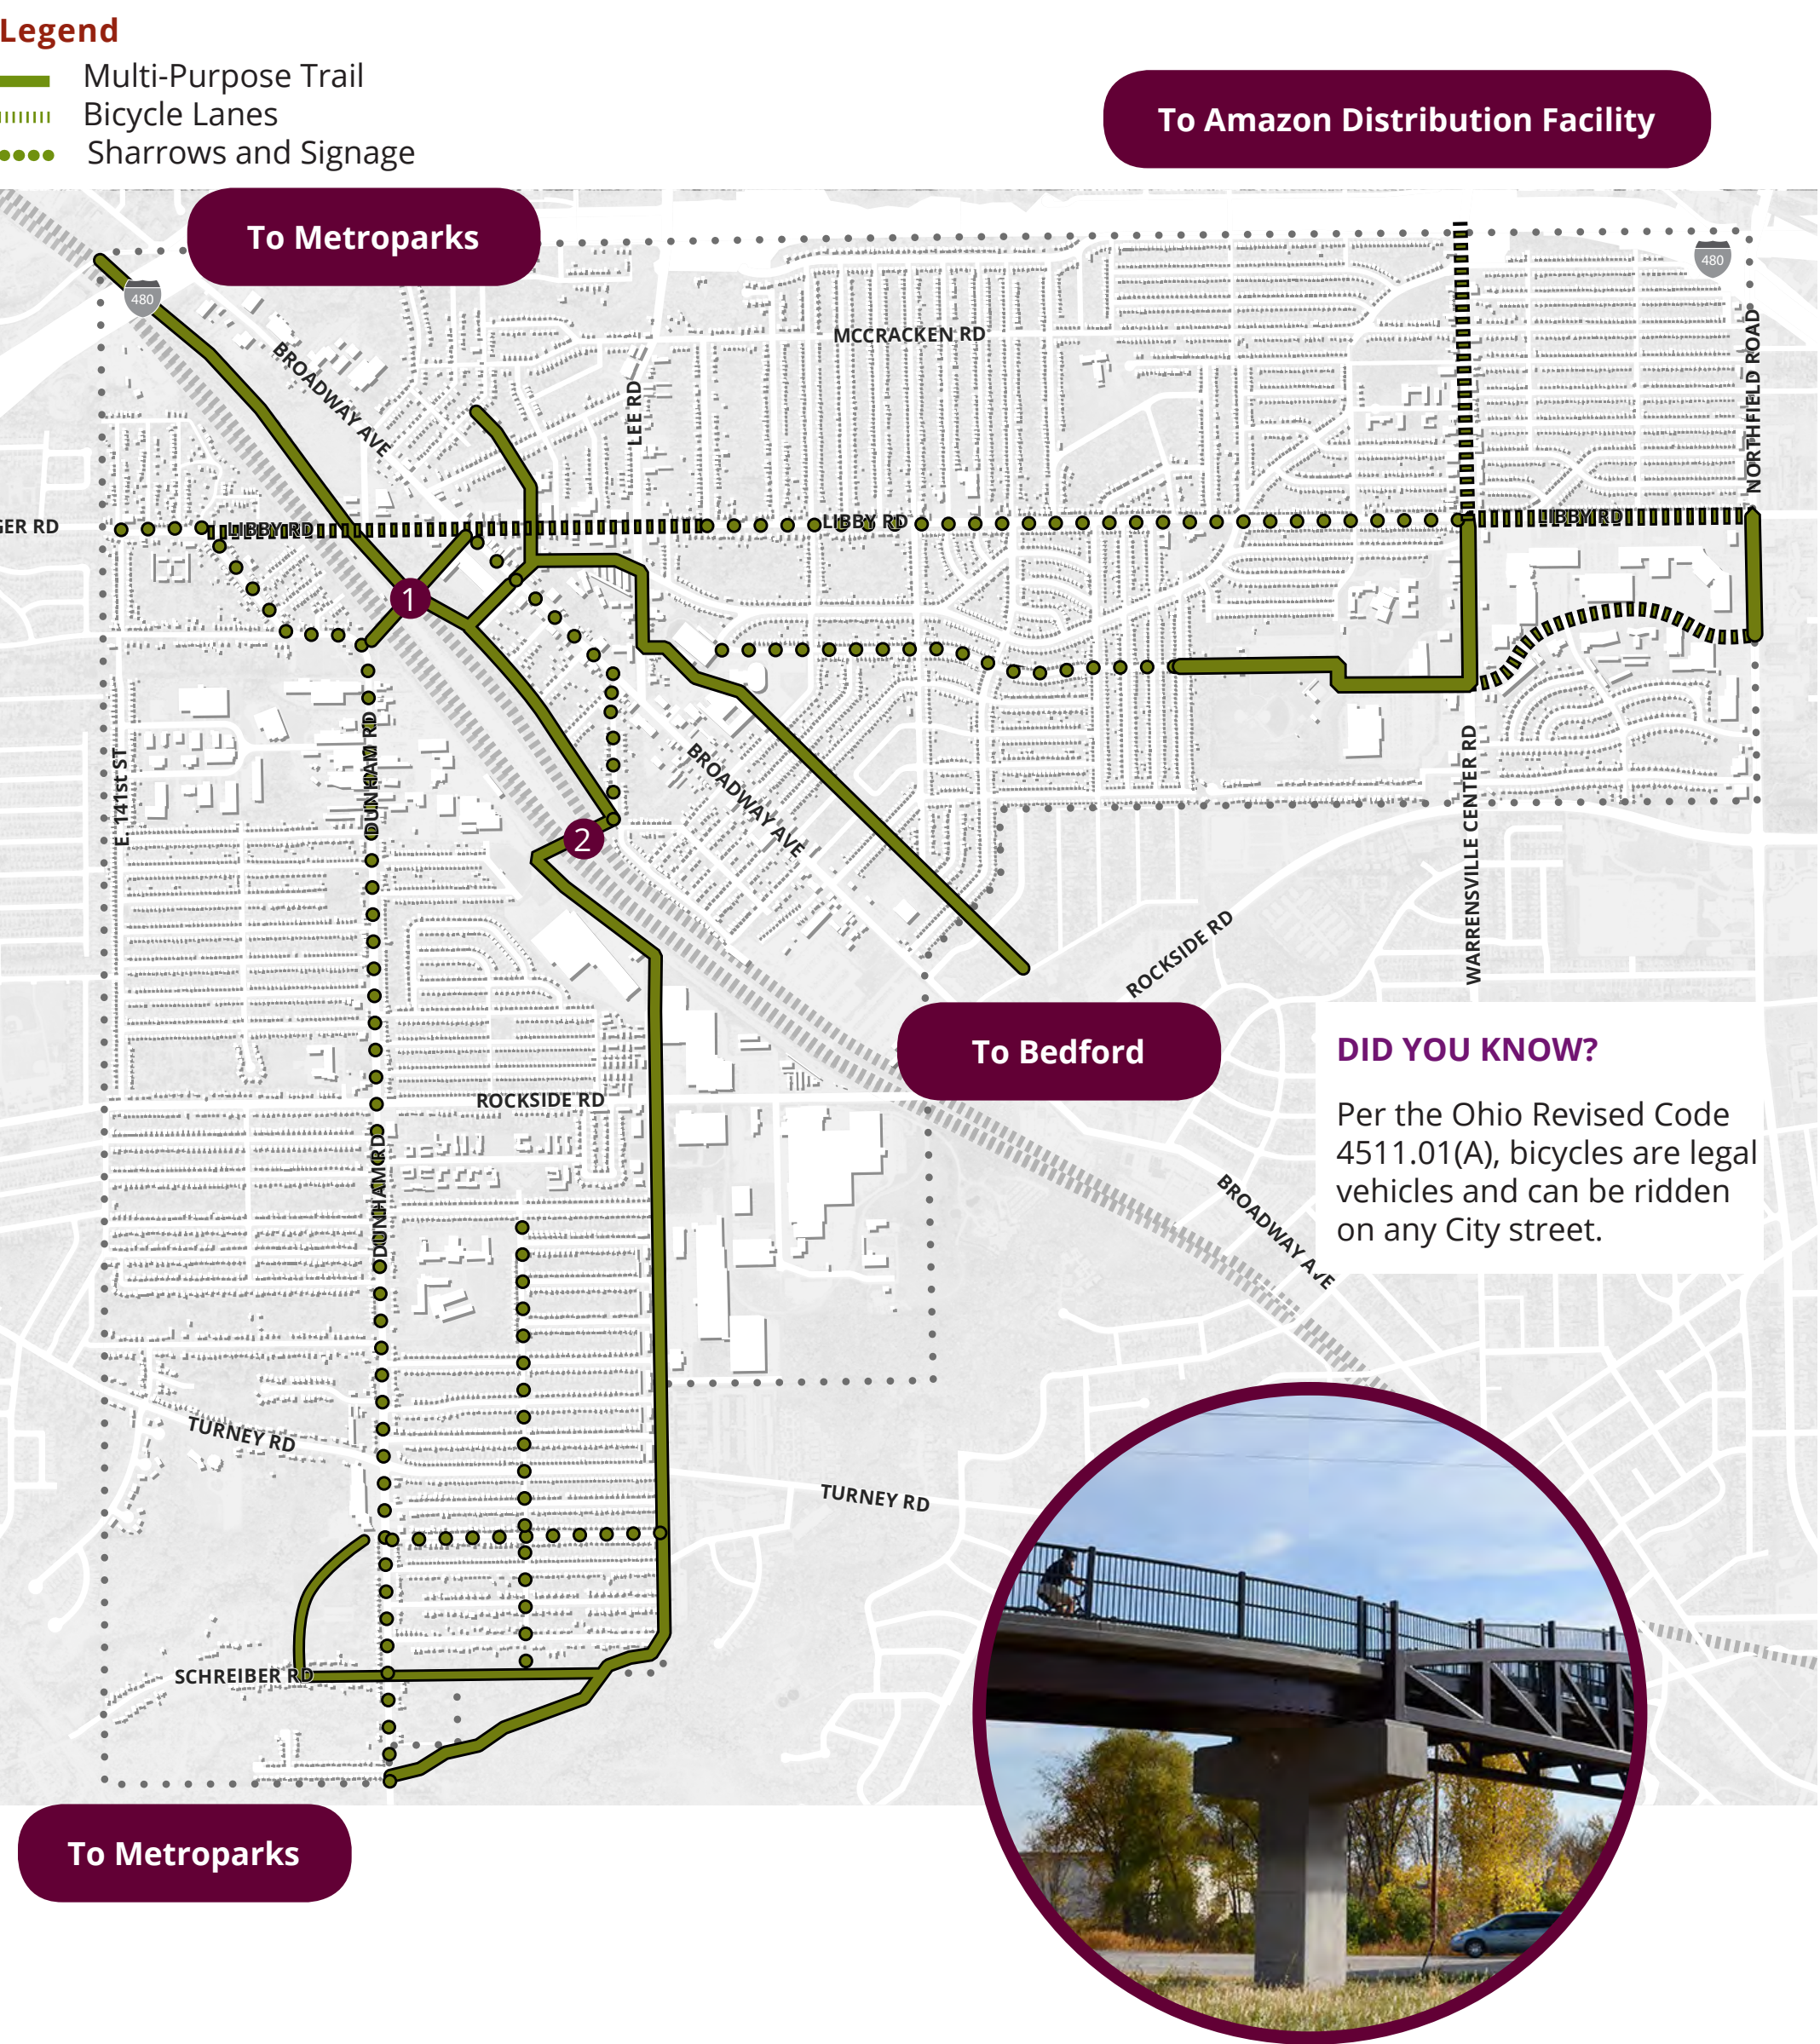 Legend
Multi-Purpose Trail
Bicycle Lanes
Sharrows and Signage
To Amazon Distribution Facility
To Metroparks
480
480
BROADWAY AVE
MCCRACKEN RD
LEE RD
NORTHFIELD ROAD
GER RD
LIBBY RD
LIBBY RD
LIBBY RD
1
E. 141st ST
DUNHAM RD
2
BROADWAY AVE
WARRENSVILLE CENTER RD
ROCKSIDE RD
To Bedford
DID YOU KNOW?
Per the Ohio Revised Code
4511.01(A), bicycles are legal
vehicles and can be ridden
on any City street.
ROCKSIDE RD
DUNHAM RD
BROADWAY AVE
TURNEY RD
TURNEY RD
SCHREIBER RD
To Metroparks